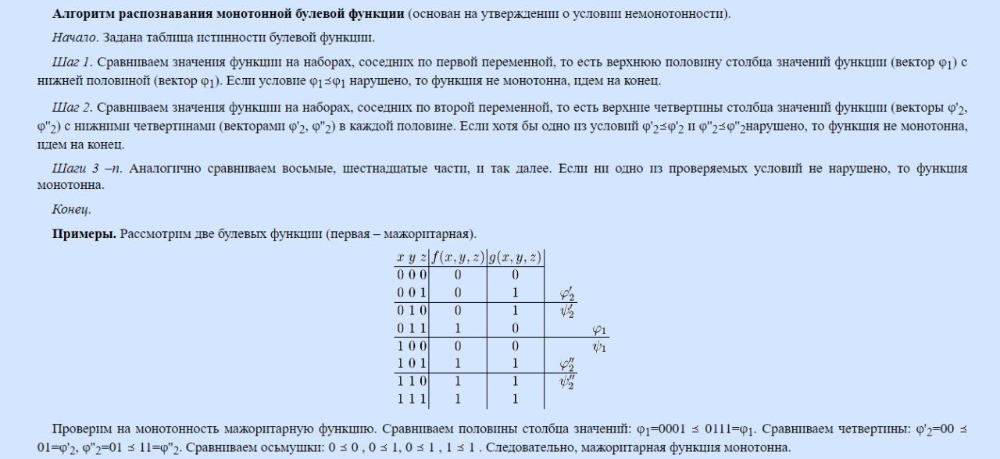 Алгоритм распознавания монотонной булевой функции (основан на утверждении о условии немонотонности).
Начало. Задана таблица истинности булевой функции.
Шаг 1. Сравниваем значения функции на наборах, соседних по первой переменной, то есть верхнюю половину столбца значений функции (вектор φ1) с
нижней половиной (вектор φ1). Если условие φ1≼φ1 нарушено, то функция не монотонна, идем на конец.
Шаг 2. Сравниваем значения функции на наборах, соседних по второй переменной, то есть верхние четвертины столбца значений функции (векторы φ'2,
φ"2) с нижними четвертинами (векторами φ'2, φ"2) в каждой половине. Если хотя бы одно из условий φ'2≼φ'2 и φ"2≼φ"2нарушено, то функция не монотонна,
идем на конец.
Шаги 3 –n. Аналогично сравниваем восьмые, шестнадцатые части, и так далее. Если ни одно из проверяемых условий не нарушено, то функция
монотонна.
Конец.
Примеры. Рассмотрим две булевых функции (первая – мажоритарная).
x y z f(x, y, z) g(x, y, z)
0 0 0 0 0
0 0 1 0 1 φ′2
0 1 0 0 1 ψ′2
0 1 1 1 0 φ1
1 0 0 0 0 ψ1
1 0 1 1 1 φ″2
1 1 0 1 1 ψ″2
1 1 1 1 1
Проверим на монотонность мажоритарную функцию. Сравниваем половины столбца значений: φ1=0001 ≼ 0111=φ1. Сравниваем четвертины: φ'2=00 ≼
01=φ'2, φ"2=01 ≼ 11=φ"2. Сравниваем осьмушки: 0 ≼ 0 , 0 ≼ 1, 0 ≼ 1 , 1 ≼ 1 . Следовательно, мажоритарная функция монотонна.